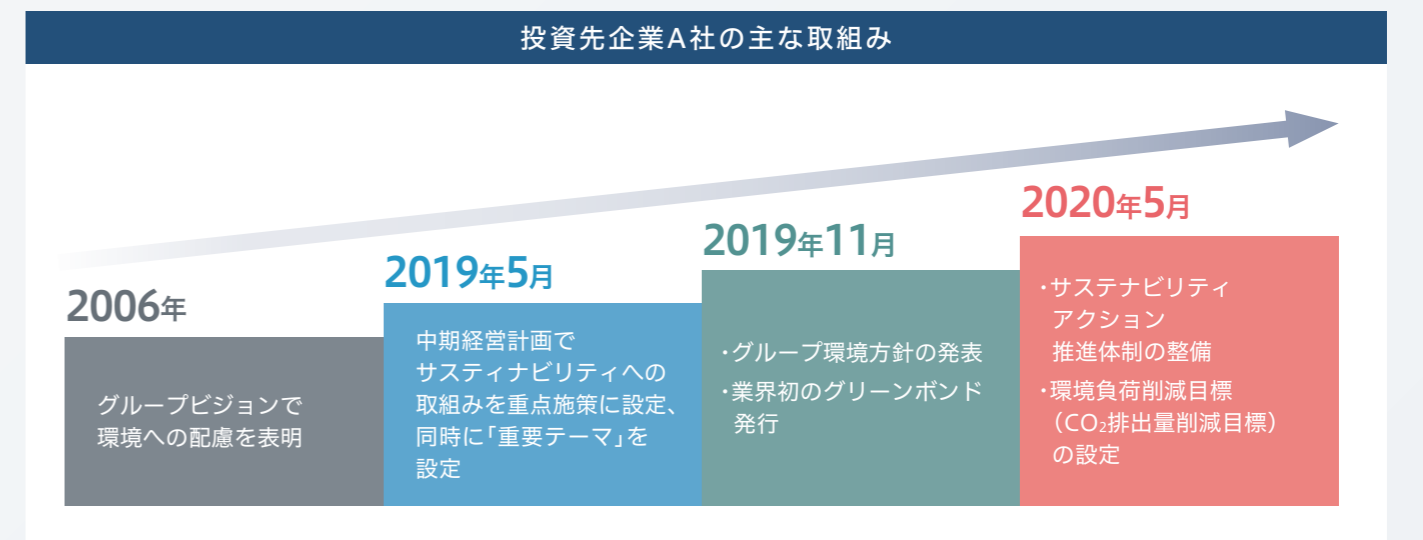 投資先企業A社の主な取組み
2006年
グループビジョンで
環境への配慮を表明
2019年5月
中期経営計画で
サスティナビリティへの
取組みを重点施策に設定、
同時に「重要テーマ」を
設定
2019年11月
・グループ環境方針の発表
・業界初のグリーンボンド
発行
2020年5月
・サステナビリティ
アクション
推進体制の整備
・環境負荷削減目標
（CO₂排出量削減目標）
の設定